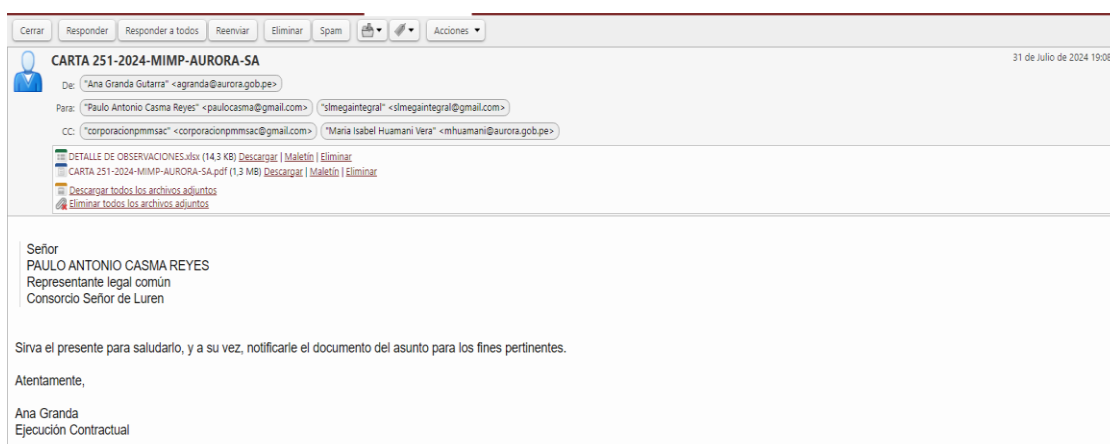 Cerrar Responder Responder a todos Reenviar Eliminar Spam Acciones
CARTA 251-2024-MIMP-AURORA-SA
31 de Julio de 2024 19:08
De: "Ana Granda Gutarra" <agranda@aurora.gob.pe>
Para: "Paulo Antonio Casma Reyes" <paulocasma@gmail.com> "slmegaintegral" <slmegaintegral@gmail.com>
CC: "corporacionpmmsac" <corporacionpmmsac@gmail.com> "Maria Isabel Huamani Vera" <mhuamani@aurora.gob.pe>
DETALLE DE OBSERVACIONES.xlsx (14,3 KB) Descargar | Maletín | Eliminar
CARTA 251-2024-MIMP-AURORA-SA.pdf (1,3 MB) Descargar | Maletín | Eliminar
Descargar todos los archivos adjuntos
Eliminar todos los archivos adjuntos
Señor
PAULO ANTONIO CASMA REYES
Representante legal común
Consorcio Señor de Luren
Sirva el presente para saludarlo, y a su vez, notificarle el documento del asunto para los fines pertinentes.
Atentamente,
Ana Granda
Ejecución Contractual